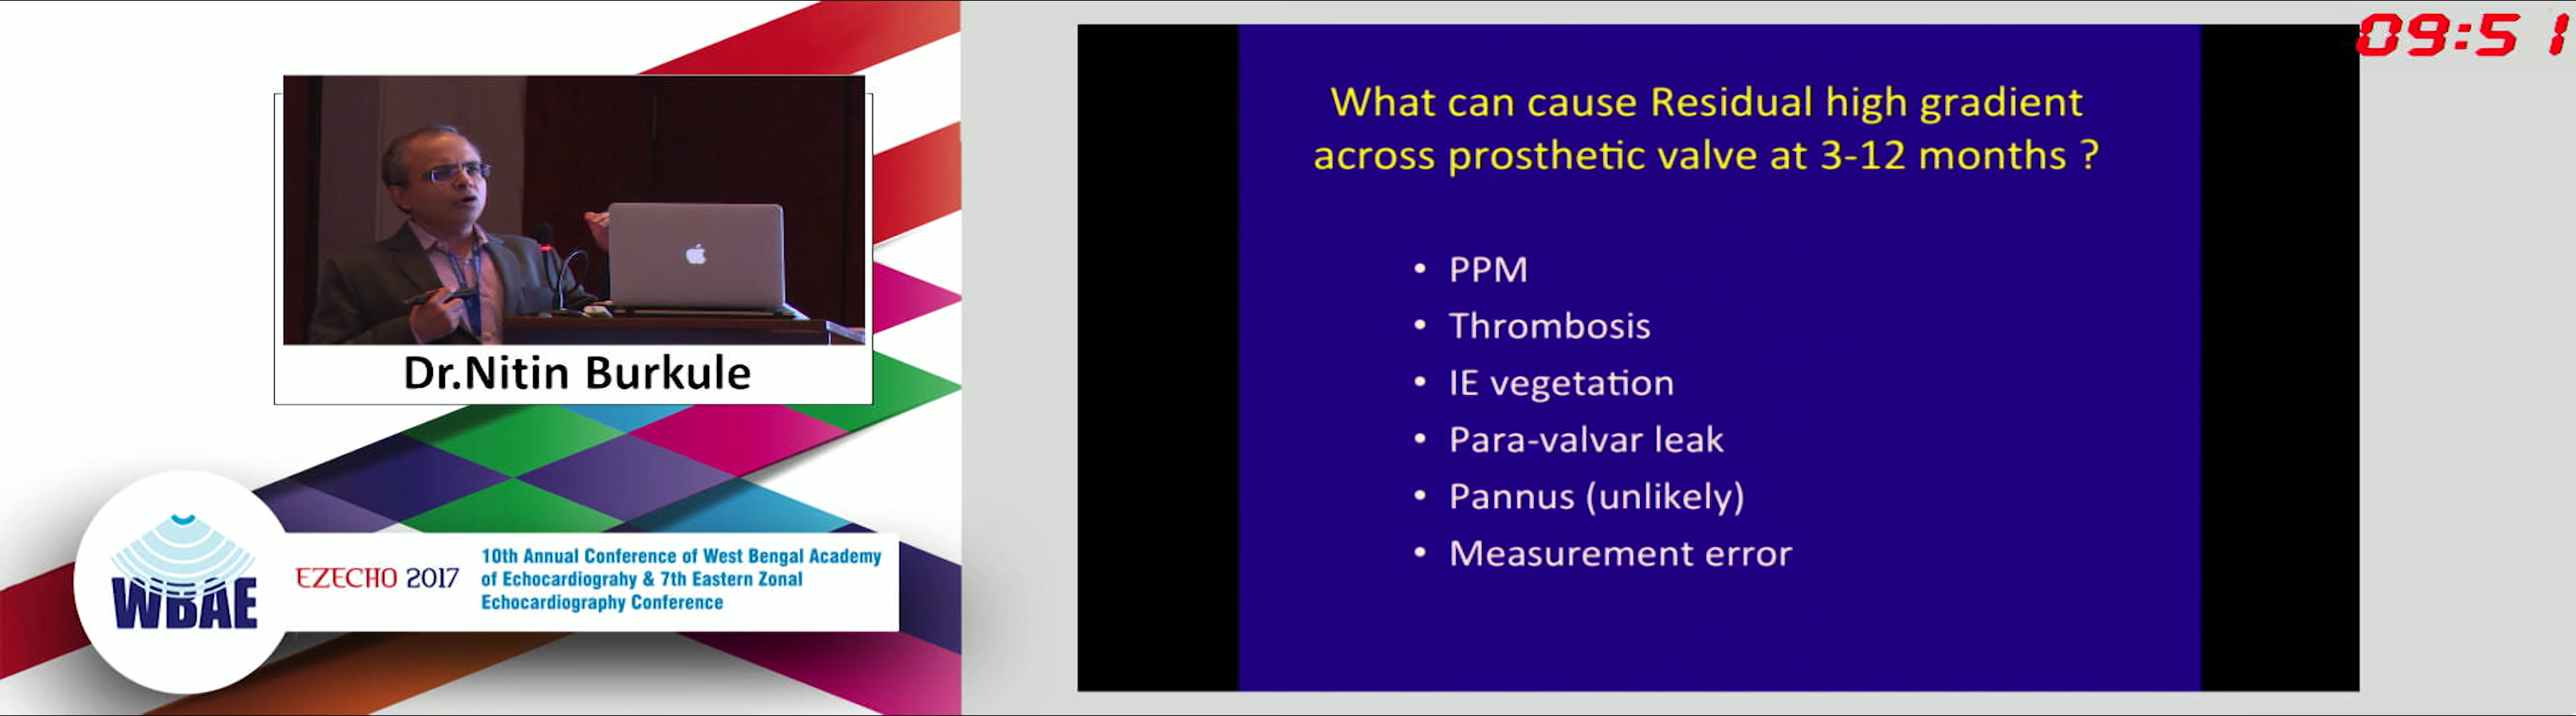 Dr.Nitin Burkule
WBAE
EZECHO 2017
10th Annual Conference of West Bengal Academy
of Echocardiograhy & 7th Eastern Zonal
Echocardiography Conference
09:51
What can cause Residual high gradient
across prosthetic valve at 3-12 months ?
• PPM
• Thrombosis
• IE vegetation
• Para-valvar leak
• Pannus (unlikely)
• Measurement error